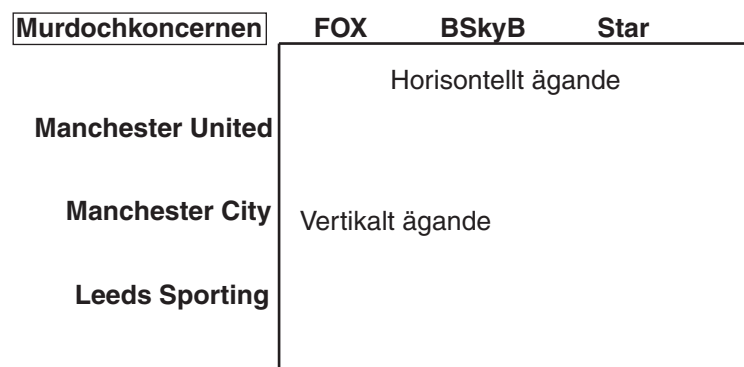 Murdochkoncernen FOX BSkyB Star
Horisontellt ägande
Manchester United
Manchester City Vertikalt ägande
Leeds Sporting